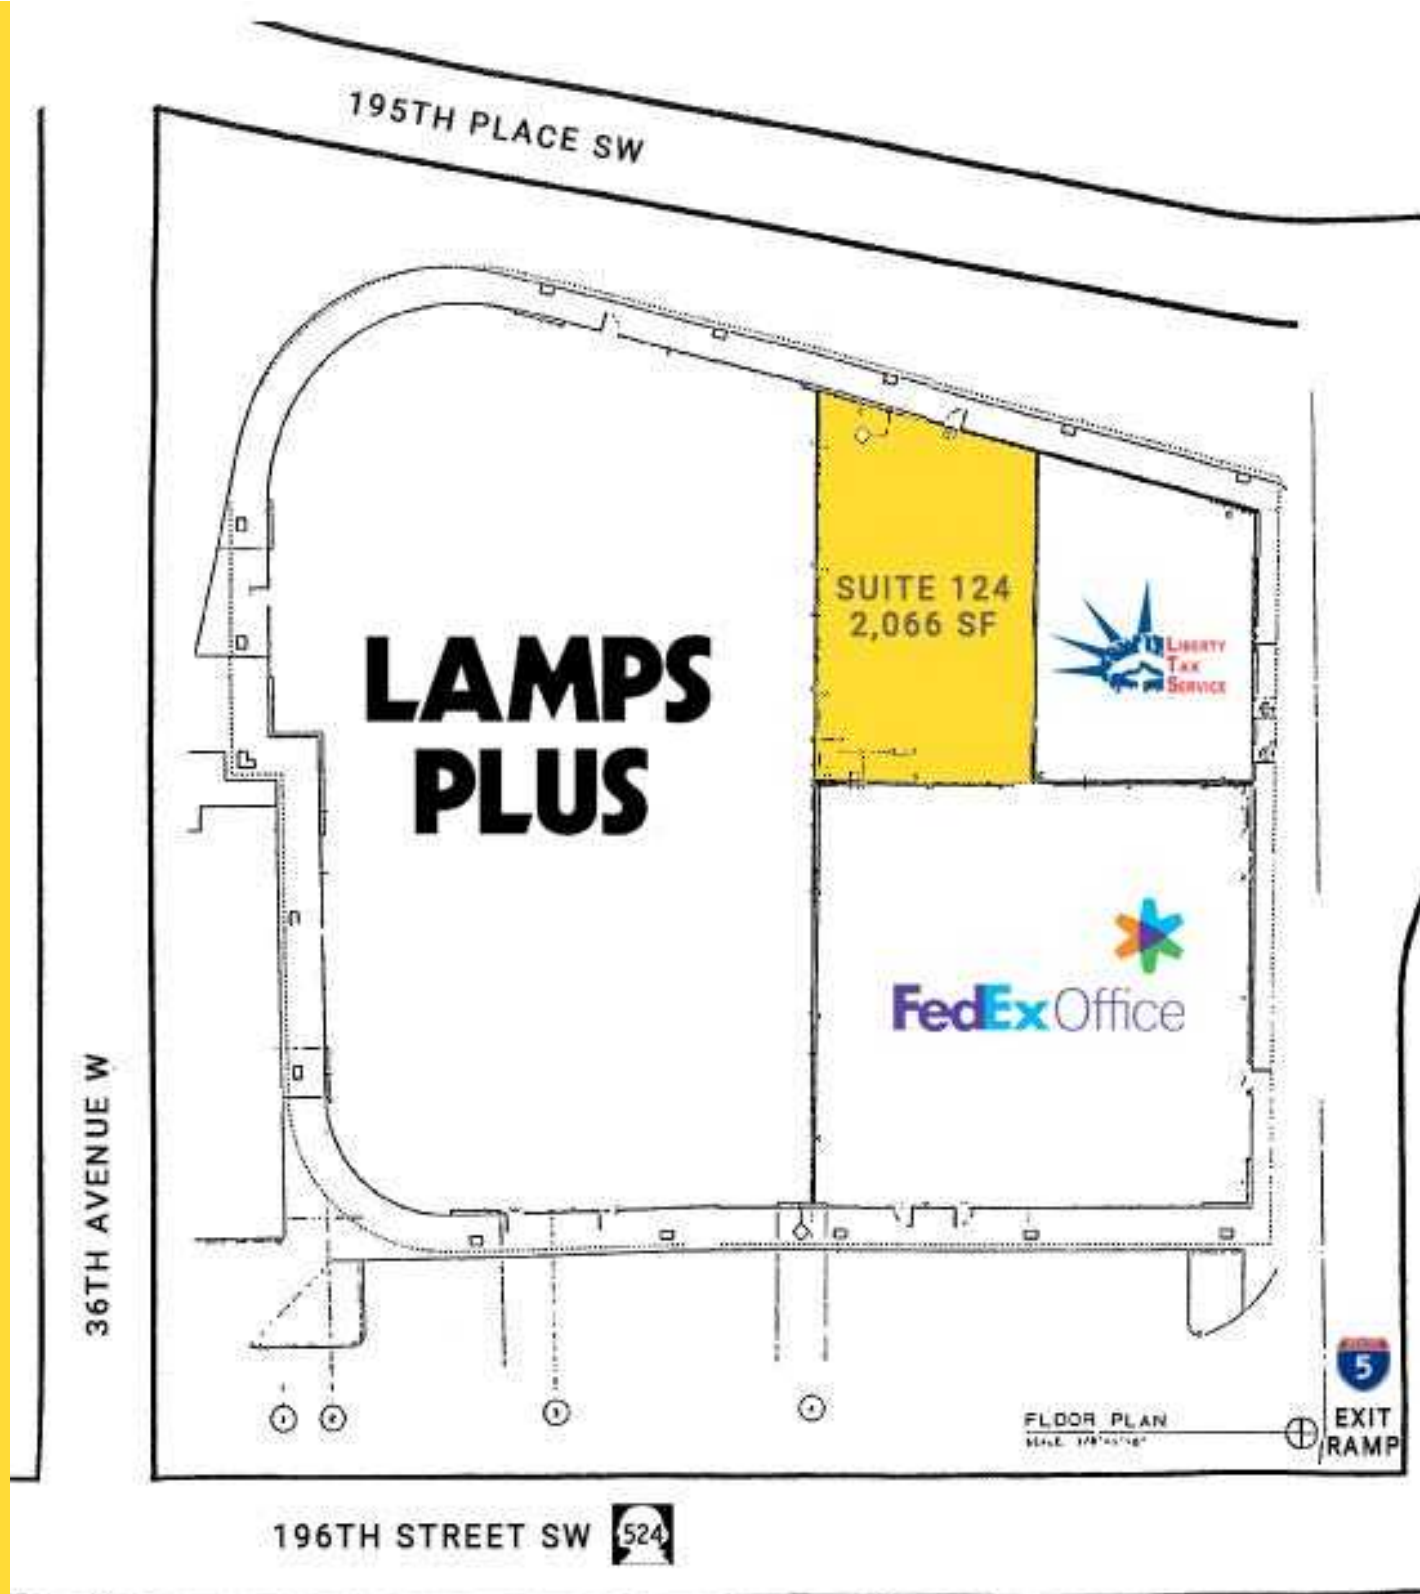 195TH PLACE SW
SUITE 124
2,066 SF
LAMPS
PLUS
LIBERTY
TAX
SERVICE
FedEx Office
36TH AVENUE W
5
EXIT
RAMP
FLOOR PLAN
196TH STREET SW 524